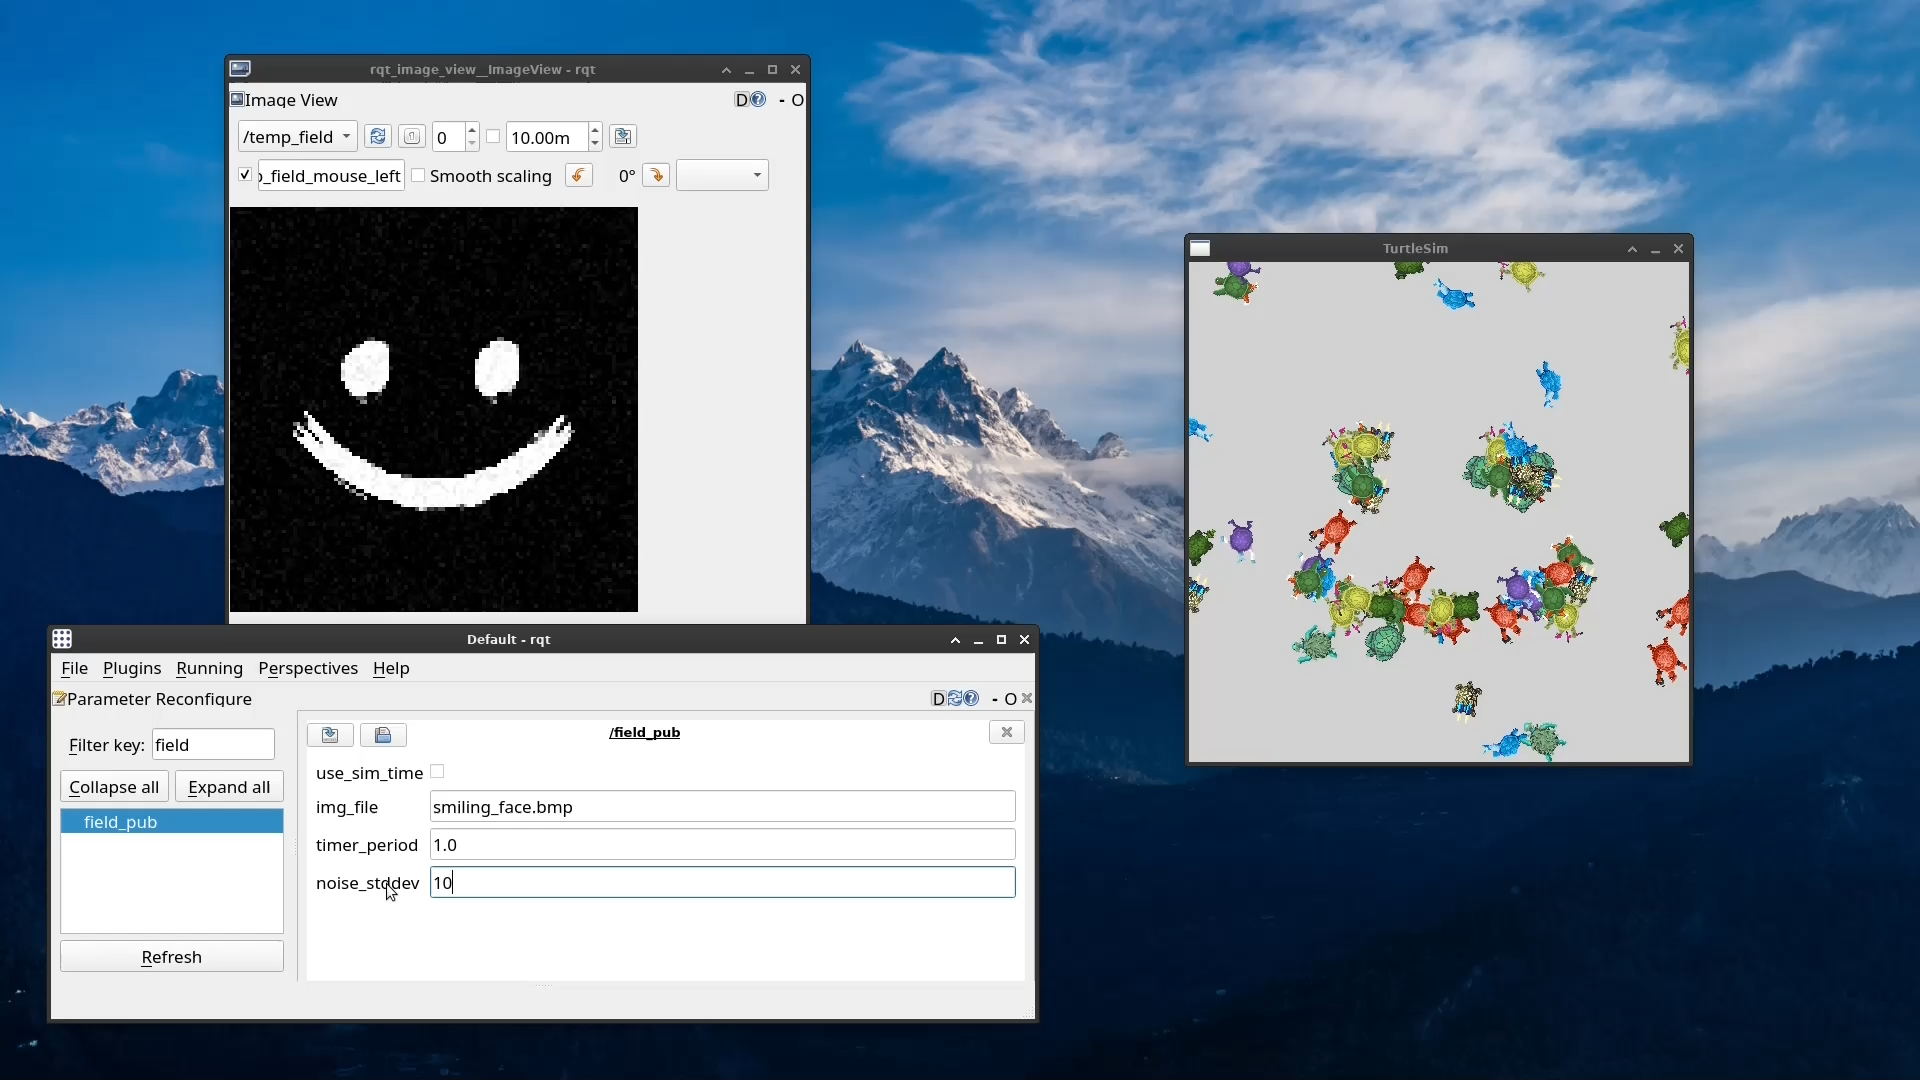 rqt_image_view__ImageView - rqt
Image View
D - O
/temp_field 0 10.00m
o_field_mouse_left Smooth scaling 0°
TurtleSim
Default - rqt
File Plugins Running Perspectives Help
Parameter Reconfigure
D - O
Filter key: field
Collapse all Expand all
field_pub
Refresh
/field_pub
use_sim_time
img_file smiling_face.bmp
timer_period 1.0
noise_stddev 10